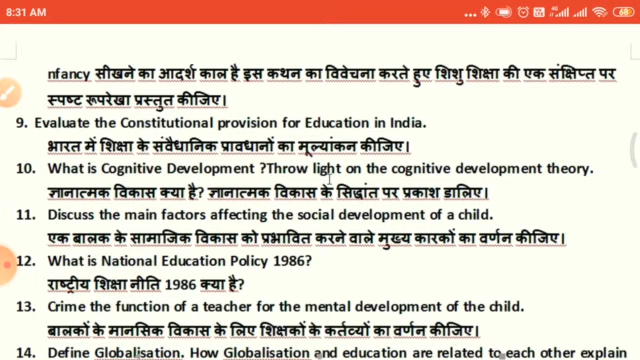 8:31 AM
68
nfancy सीखने का आदर्श काल है इस कथन का विवेचना करते हुए शिशु शिक्षा की एक संक्षिप्त पर
स्पष्ट रूपरेखा प्रस्तुत कीजिए।
9. Evaluate the Constitutional provision for Education in India.
भारत में शिक्षा के संवैधानिक प्रावधानों का मूल्यांकन कीजिए।
10. What is Cognitive Development ?Throw light on the cognitive development theory.
ज्ञानात्मक विकास क्या है? ज्ञानात्मक विकास के सिद्धांत पर प्रकाश डालिए।
11. Discuss the main factors affecting the social development of a child.
एक बालक के सामाजिक विकास को प्रभावित करने वाले मुख्य कारकों का वर्णन कीजिए।
12. What is National Education Policy 1986?
राष्ट्रीय शिक्षा नीति 1986 क्या है?
13. Crime the function of a teacher for the mental development of the child.
बालकों के मानसिक विकास के लिए शिक्षकों के कर्तव्यों का वर्णन कीजिए।
14. Define Globalisation. How Globalisation and education are related to each other explain